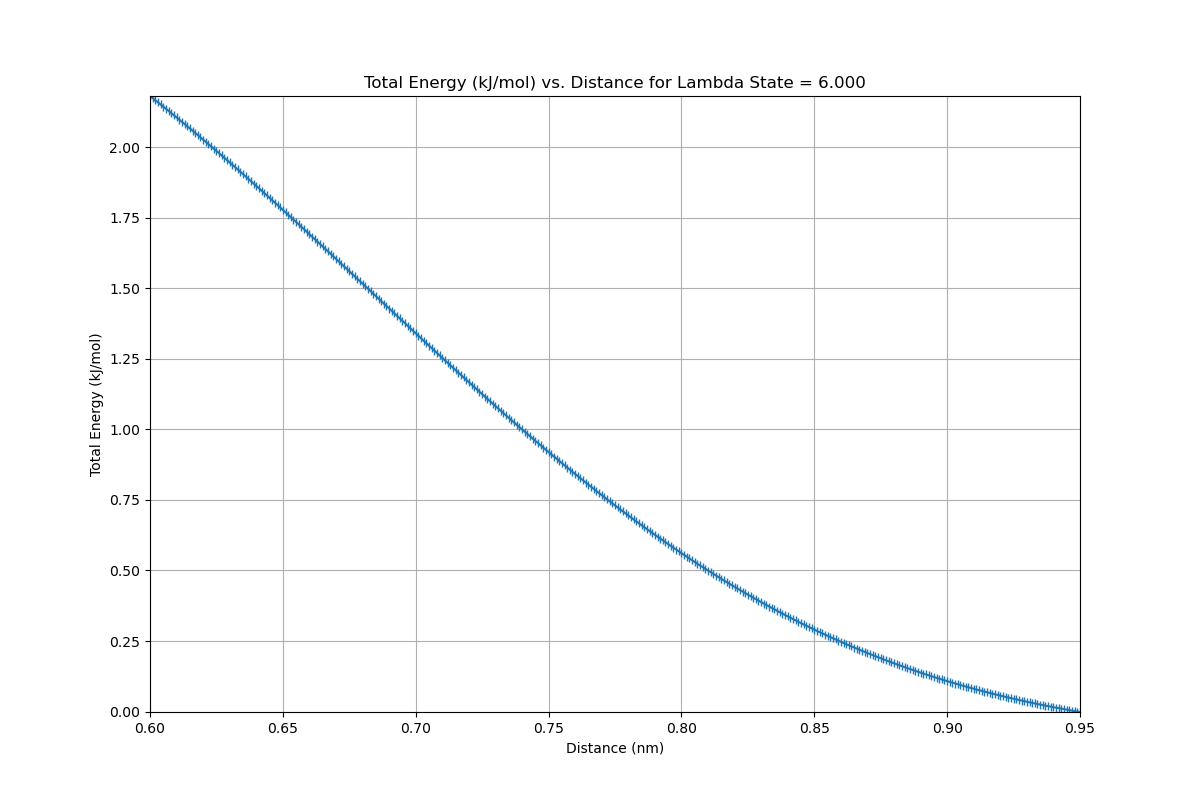 Total Energy (kJ/mol) vs. Distance for Lambda State = 6.000
Total Energy (kJ/mol)
2.00
1.75
1.50
1.25
1.00
0.75
0.50
0.25
0.00
0.60 0.65 0.70 0.75 0.80 0.85 0.90 0.95
Distance (nm)